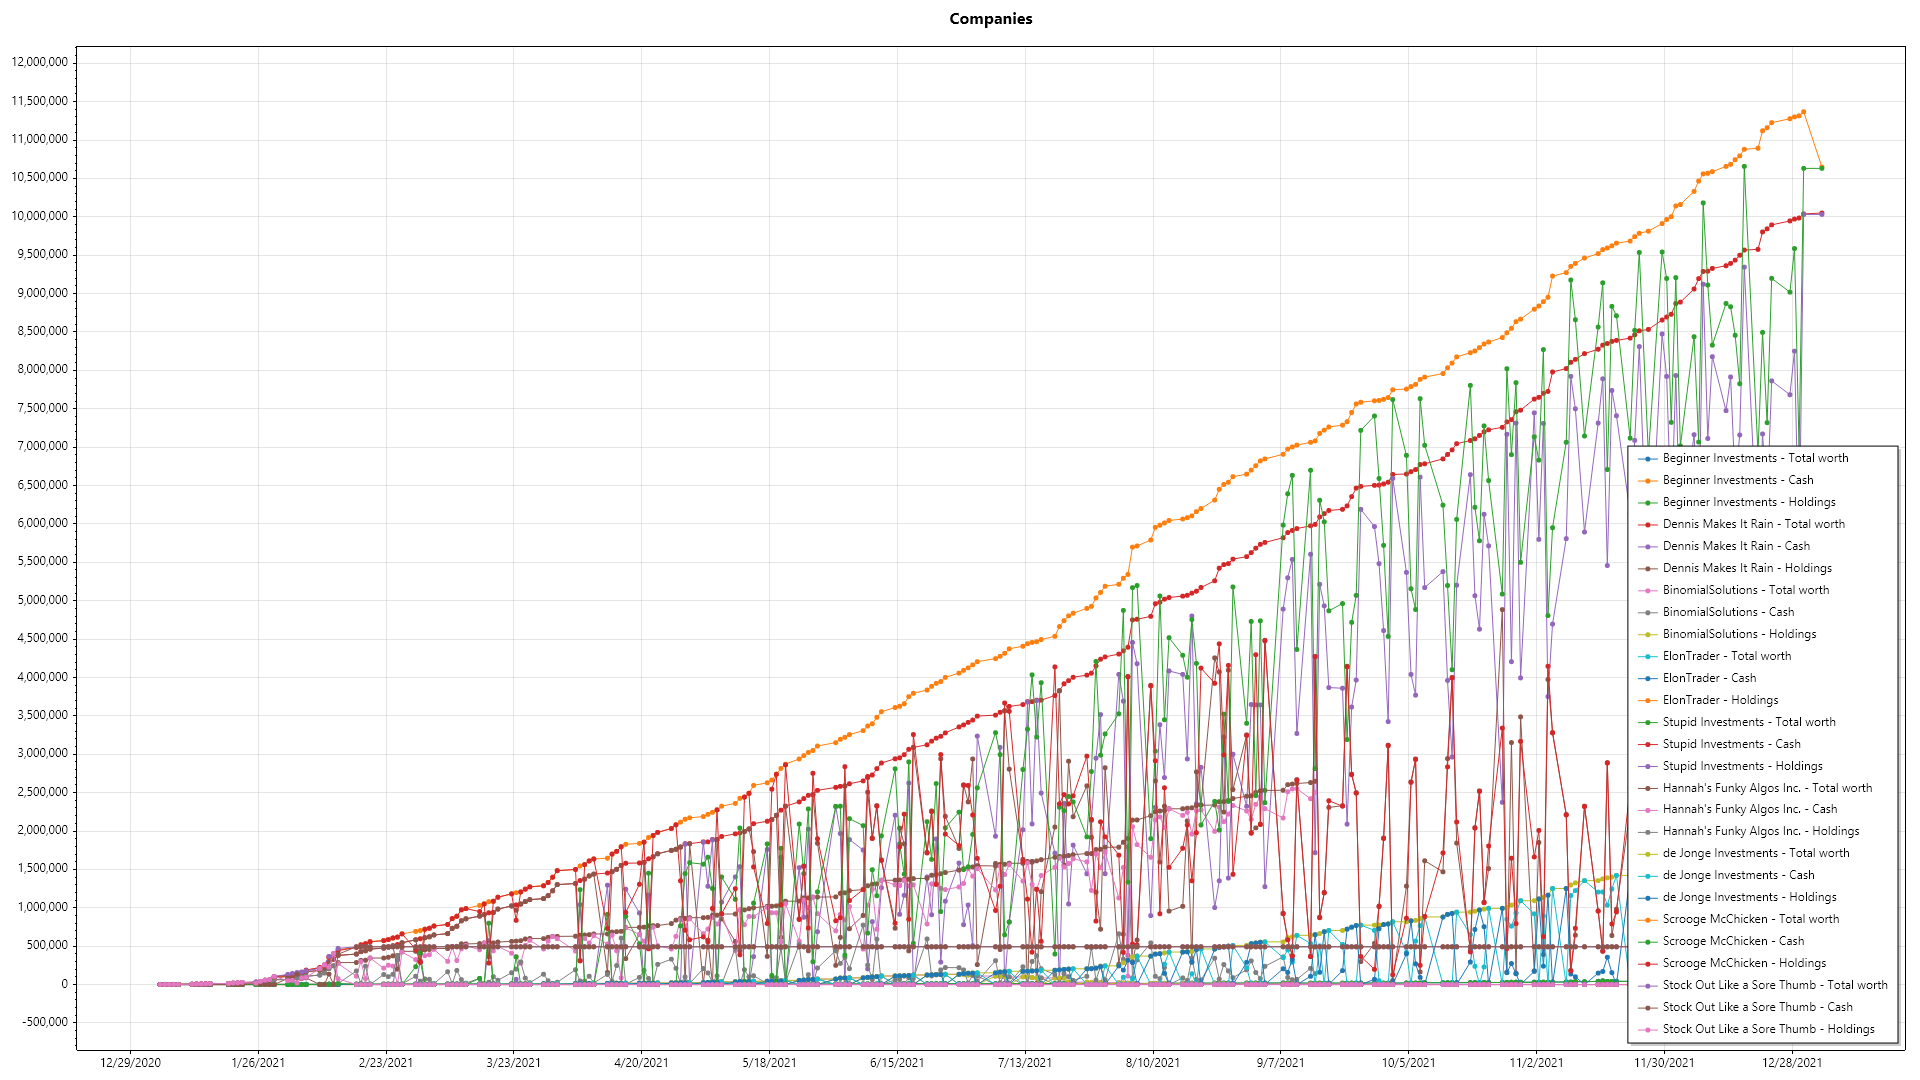 Companies
12,000,000
11,500,000
11,000,000
10,500,000
10,000,000
9,500,000
9,000,000
8,500,000
8,000,000
7,500,000
7,000,000
6,500,000
6,000,000
5,500,000
5,000,000
4,500,000
4,000,000
3,500,000
3,000,000
2,500,000
2,000,000
1,500,000
1,000,000
500,000
0
-500,000
Beginner Investments - Total worth
Beginner Investments - Cash
Beginner Investments - Holdings
Dennis Makes It Rain - Total worth
Dennis Makes It Rain - Cash
Dennis Makes It Rain - Holdings
BinomialSolutions - Total worth
BinomialSolutions - Cash
BinomialSolutions - Holdings
ElonTrader - Total worth
ElonTrader - Cash
ElonTrader - Holdings
Stupid Investments - Total worth
Stupid Investments - Cash
Stupid Investments - Holdings
Hannah's Funky Algos Inc. - Total worth
Hannah's Funky Algos Inc. - Cash
Hannah's Funky Algos Inc. - Holdings
de Jonge Investments - Total worth
de Jonge Investments - Cash
de Jonge Investments - Holdings
Scrooge McChicken - Total worth
Scrooge McChicken - Cash
Scrooge McChicken - Holdings
Stock Out Like a Sore Thumb - Total worth
Stock Out Like a Sore Thumb - Cash
Stock Out Like a Sore Thumb - Holdings
12/29/2020 1/26/2021 2/23/2021 3/23/2021 4/20/2021 5/18/2021 6/15/2021 7/13/2021 8/10/2021 9/7/2021 10/5/2021 11/2/2021 11/30/2021 12/28/2021